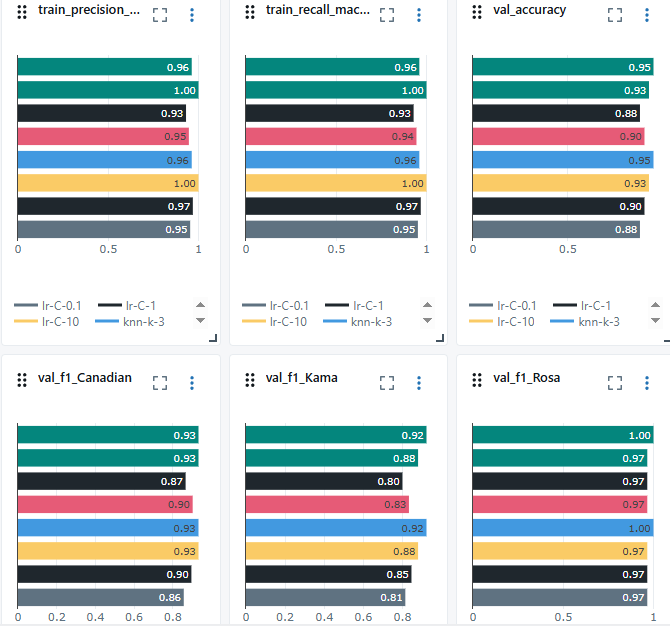 train_precision_...
train_recall_mac...
val_accuracy
0.96
1.00
0.93
0.95
0.96
1.00
0.97
0.95
0 0.5 1
0.96
1.00
0.93
0.94
0.96
1.00
0.97
0.95
0 0.5 1
0.95
0.93
0.88
0.90
0.95
0.93
0.90
0.88
0 0.5
lr-C-0.1 lr-C-1
lr-C-10 knn-k-3
lr-C-0.1 lr-C-1
lr-C-10 knn-k-3
lr-C-0.1 lr-C-1
lr-C-10 knn-k-3
val_f1_Canadian
val_f1_Kama
val_f1_Rosa
0.93
0.93
0.87
0.90
0.93
0.93
0.90
0.86
0 0.2 0.4 0.6 0.8
0.92
0.88
0.80
0.83
0.92
0.88
0.85
0.81
0 0.2 0.4 0.6 0.8
1.00
0.97
0.97
0.97
1.00
0.97
0.97
0.97
0 0.5 1